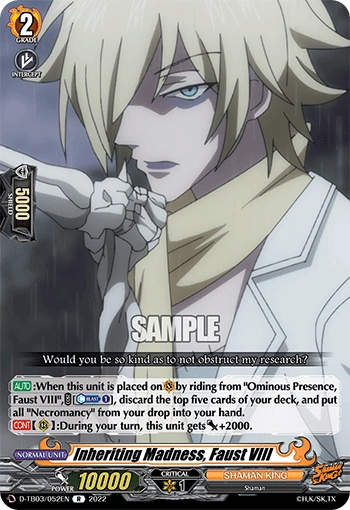 2
GRADE
INTERCEPT
5000
SHIELD
SAMPLE
Would you be so kind as to not obstruct my research?
AUTO:When this unit is placed on by riding from "Ominous Presence,
Faust VIII", [BLAST 1], discard the top five cards of your deck, and put
all "Necromancy" from your drop into your hand.
CONT:During your turn, this unit gets +2000.
NORMAL UNIT
Inheriting Madness, Faust VIII
POWER 10000
CRITICAL
1
SHAMAN KING
Shaman
SHAMAN KING
D-TB03/052EN R 2022
©H.K/SK,TX